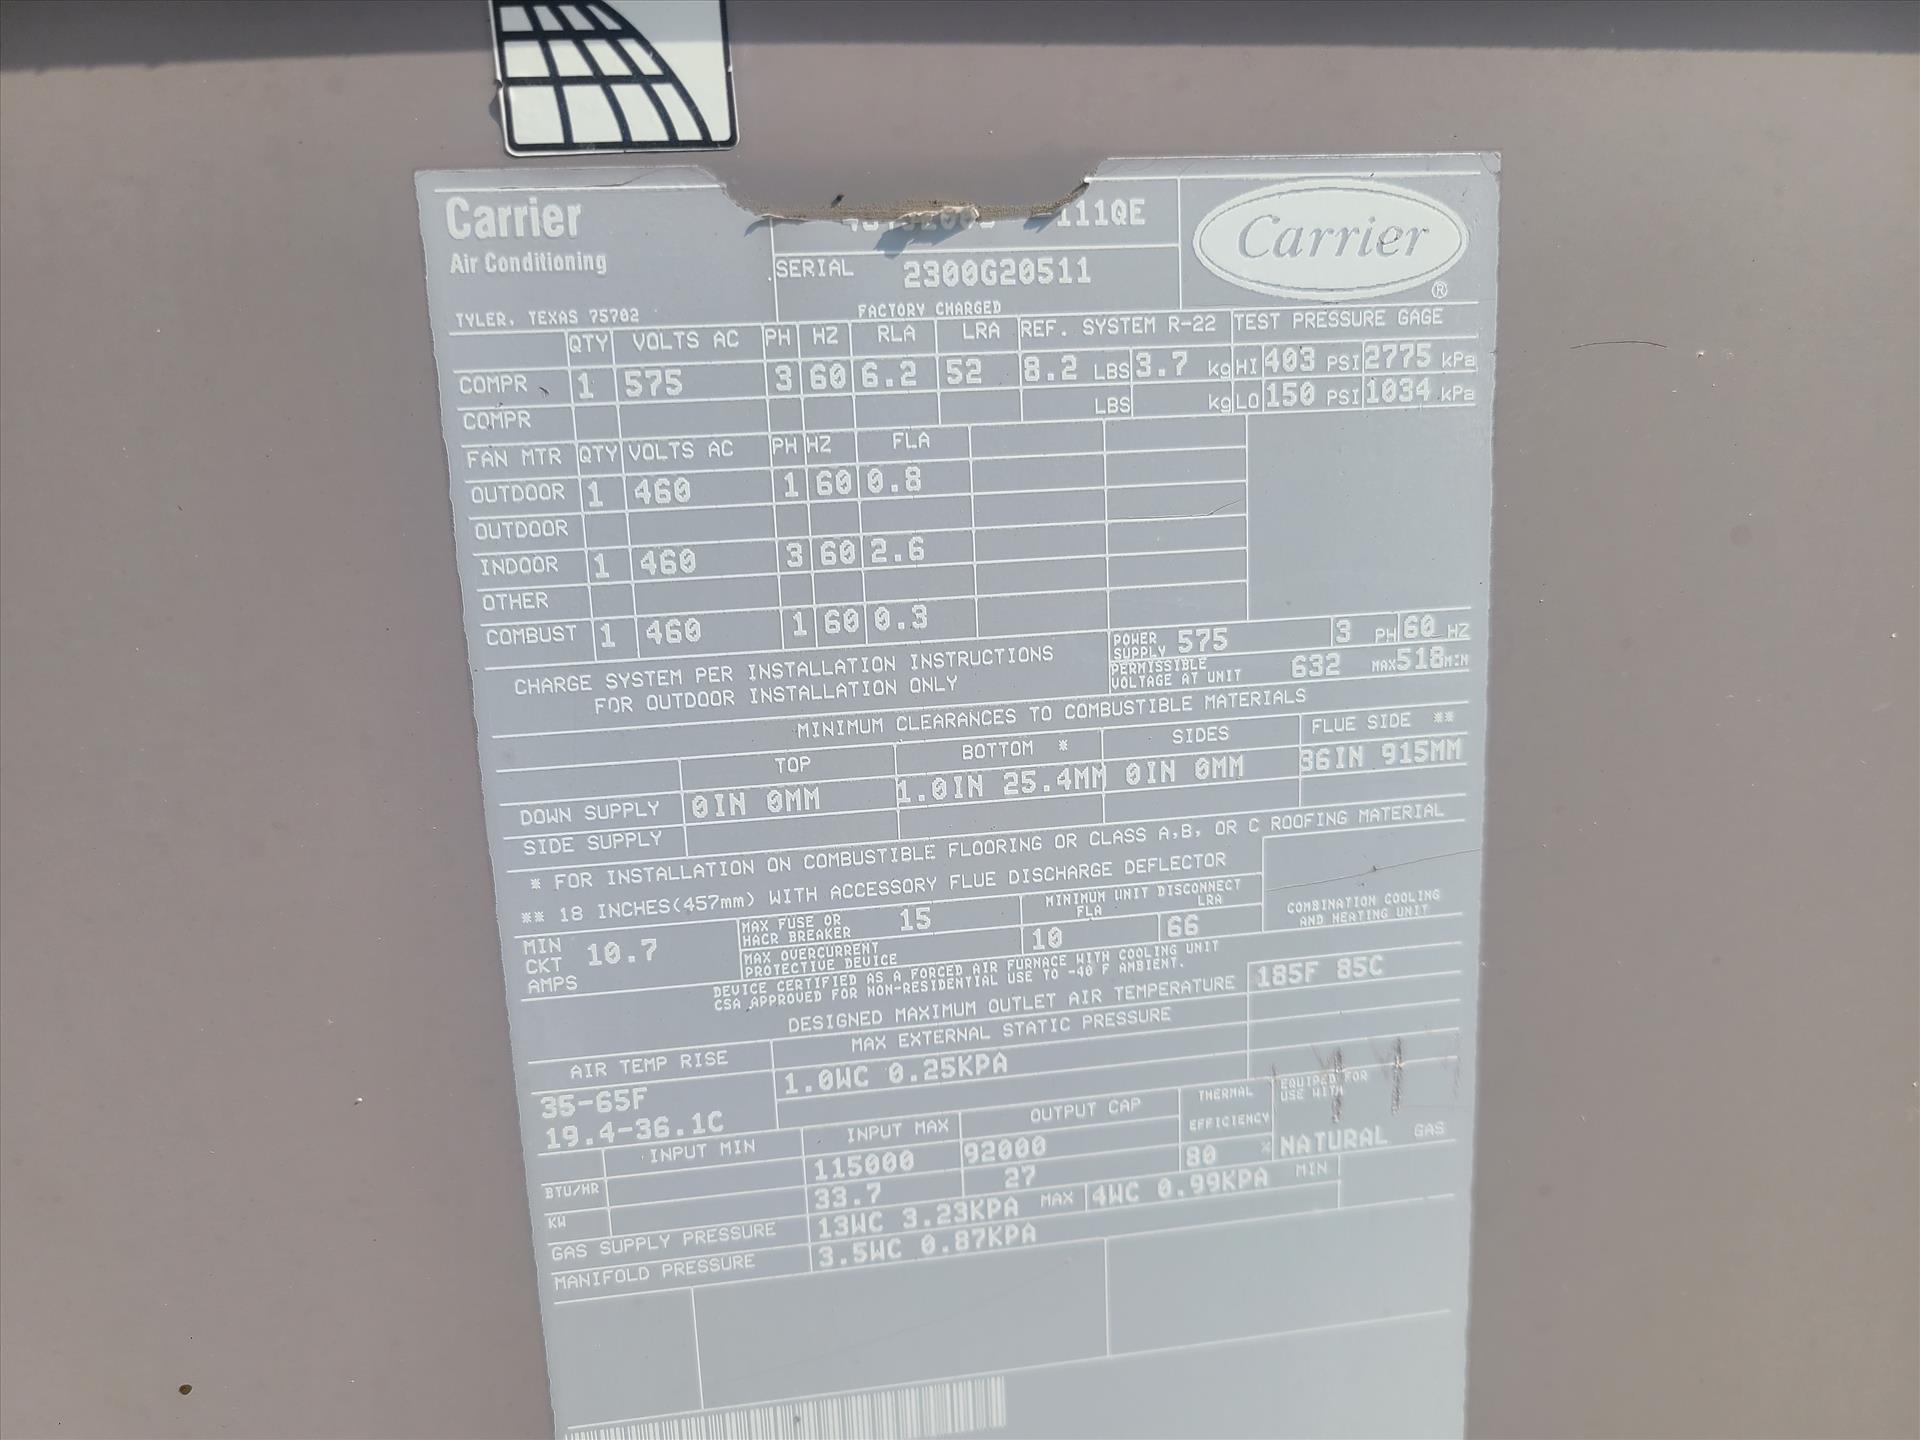 Carrier
Air Conditioning
111QE
Carrier ®
SERIAL 2300G20511
TYLER, TEXAS 75702 FACTORY CHARGED
QTY VOLTS AC PH HZ RLA LRA REF. SYSTEM R-22 TEST PRESSURE GAGE
COMPR 1 575 3 60 6.2 52 8.2 LBS 3.7 kg HI 403 PSI 2775 kPa
COMPR LBS kg LO 150 PSI 1034 kPa
FAN MTR QTY VOLTS AC PH HZ FLA
OUTDOOR 1 460 1 60 0.8
OUTDOOR
INDOOR 1 460 3 60 2.6
OTHER
COMBUST 1 460 1 60 0.3
POWER SUPPLY 575 3 PH 60 HZ
PERMISSIBLE VOLTAGE AT UNIT 632 MAX 518 MIN
CHARGE SYSTEM PER INSTALLATION INSTRUCTIONS
FOR OUTDOOR INSTALLATION ONLY
MINIMUM CLEARANCES TO COMBUSTIBLE MATERIALS
TOP BOTTOM * SIDES FLUE SIDE **
DOWN SUPPLY 0IN 0MM 1.0IN 25.4MM 0IN 0MM 36IN 915MM
SIDE SUPPLY
* FOR INSTALLATION ON COMBUSTIBLE FLOORING OR CLASS A,B, OR C ROOFING MATERIAL
** 18 INCHES(457mm) WITH ACCESSORY FLUE DISCHARGE DEFLECTOR
MIN CKT AMPS 10.7
MAX FUSE OR HACR BREAKER 15
MAX OVERCURRENT PROTECTIVE DEVICE
MINIMUM UNIT DISCONNECT
FLA LRA
10 66
COMBINATION COOLING
AND HEATING UNIT
DEVICE CERTIFIED AS A FORCED AIR FURNACE WITH COOLING UNIT
CSA APPROVED FOR NON-RESIDENTIAL USE TO -40 F AMBIENT.
DESIGNED MAXIMUM OUTLET AIR TEMPERATURE 185F 85C
AIR TEMP RISE MAX EXTERNAL STATIC PRESSURE
35-65F 1.0WC 0.25KPA
19.4-36.1C
INPUT MIN INPUT MAX OUTPUT CAP THERMAL EFFICIENCY EQUIPED FOR USE WITH
BTU/HR 115000 92000 80 % NATURAL GAS
KW 33.7 27
GAS SUPPLY PRESSURE 13WC 3.23KPA MAX 4WC 0.99KPA MIN
MANIFOLD PRESSURE 3.5WC 0.87KPA